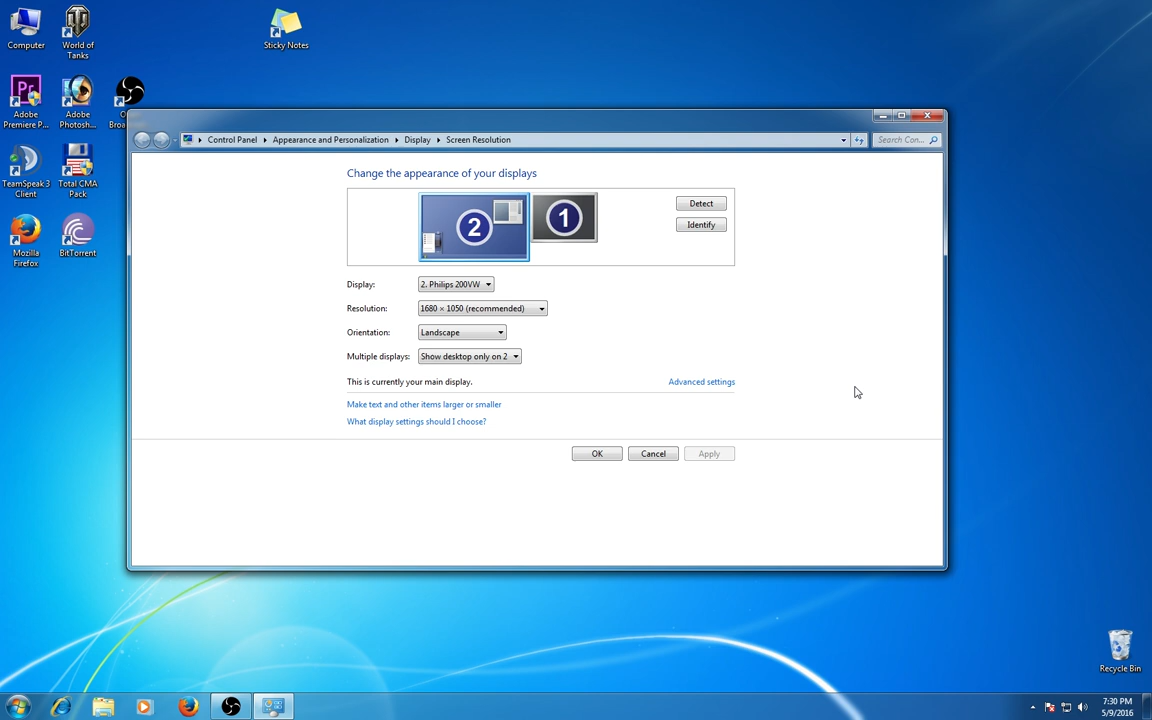 Computer
World of
Tanks
Sticky Notes
Adobe
Premiere P...
Adobe
Photosh...
TeamSpeak 3
Client
Total CMA
Pack
Mozilla
Firefox
BitTorrent
Control Panel
Appearance and Personalization
Display
Screen Resolution
Search Con...
Change the appearance of your displays
2
1
Detect
Identify
Display:
2. Philips 200VW
Resolution:
1680 × 1050 (recommended)
Orientation:
Landscape
Multiple displays:
Show desktop only on 2
This is currently your main display.
Advanced settings
Make text and other items larger or smaller
What display settings should I choose?
OK
Cancel
Apply
Recycle Bin
7:30 PM
5/9/2016